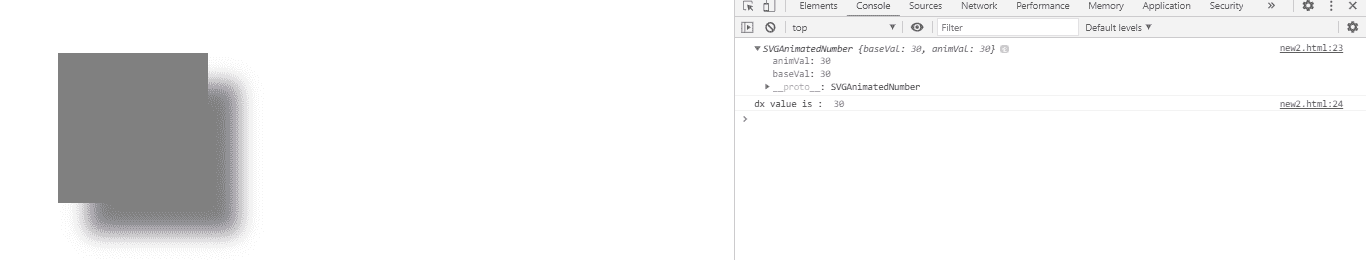 Elements Console Sources Network Performance Memory Application Security »
top ▼ Filter Default levels ▼
▼SVGAnimatedNumber {baseVal: 30, animVal: 30} i new2.html:23
animVal: 30
baseVal: 30
▶__proto__: SVGAnimatedNumber
dx value is :  30 new2.html:24
>